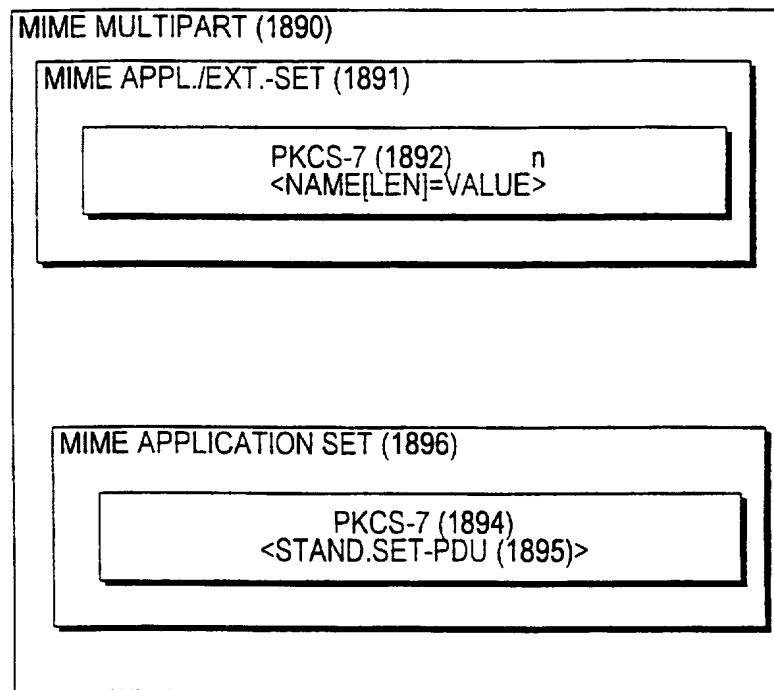 MIME MULTIPART (1890)
MIME APPL./EXT.-SET (1891)
PKCS-7 (1892) n
<NAME[LEN]=VALUE>
MIME APPLICATION SET (1896)
PKCS-7 (1894)
<STAND.SET-PDU (1895)>